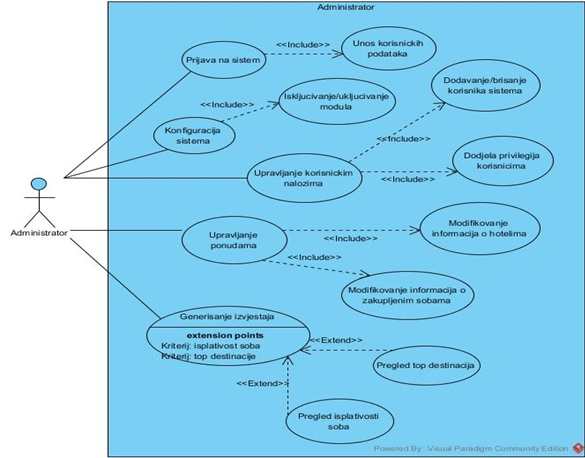 Administrator
Prijava na sistem
<<Include>>
Unos korisnickih
podataka
Iskljucivanje/ukljucivanje
modula
<<Include>>
Konfiguracija
sistema
Dodavanje/brisanje
korisnika sistema
<<Include>>
Upravljanje korisnickim
nalozima
<<Include>>
Dodjela privilegija
korisnicima
Administrator
Upravljanje
ponudama
<<Include>>
Modifikovanje
informacija o hotelima
<<Include>>
Modifikovanje informacija o
zakupljenim sobama
Generisanje izvjestaja
extension points
Kriterij: isplativost soba
Kriterij: top destinacije
<<Extend>>
Pregled top destinacija
<<Extend>>
Pregled isplativosti
soba
Powered By: Visual Paradigm Community Edition